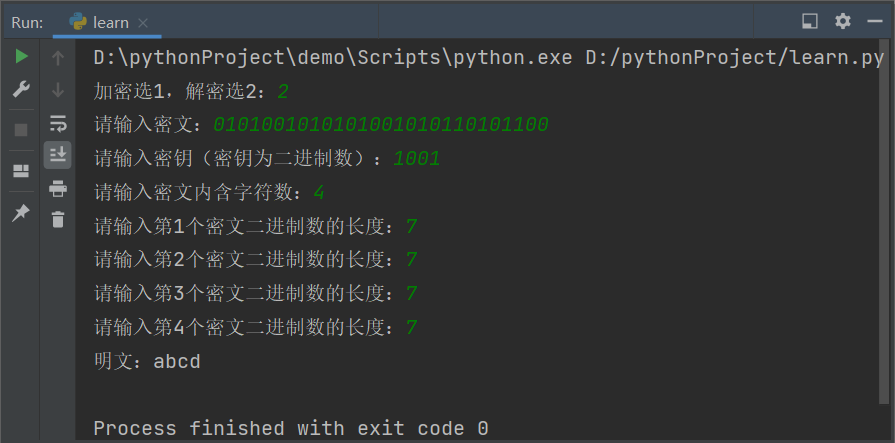 Run: learn
D:\pythonProject\demo\Scripts\python.exe D:/pythonProject/learn.py
加密选1，解密选2：2
请输入密文：0101001010101001010110101100
请输入密钥（密钥为二进制数）：1001
请输入密文内含字符数：4
请输入第1个密文二进制数的长度：7
请输入第2个密文二进制数的长度：7
请输入第3个密文二进制数的长度：7
请输入第4个密文二进制数的长度：7
明文：abcd
Process finished with exit code 0